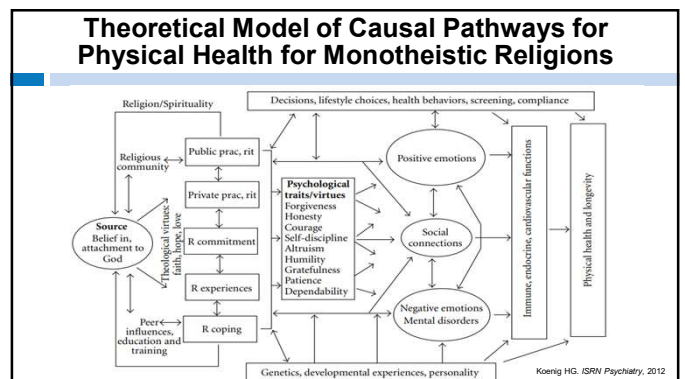 Theoretical Model of Causal Pathways for
Physical Health for Monotheistic Religions
Religion/Spirituality
Decisions, lifestyle choices, health behaviors, screening, compliance
Public prac, rit
Religious
community
Private prac, rit
Source
Belief in,
attachment to
God
Theological virtues:
faith, hope, love
R commitment
R experiences
Peer
influences,
education and
training
R coping
Psychological
traits/virtues
Forgiveness
Honesty
Courage
Self-discipline
Altruism
Humility
Gratefulness
Patience
Dependability
Positive emotions
Social
connections
Negative emotions
Mental disorders
Immune, endocrine, cardiovascular functions
Physical health and longevity
Genetics, developmental experiences, personality
Koenig HG. ISRN Psychiatry, 2012